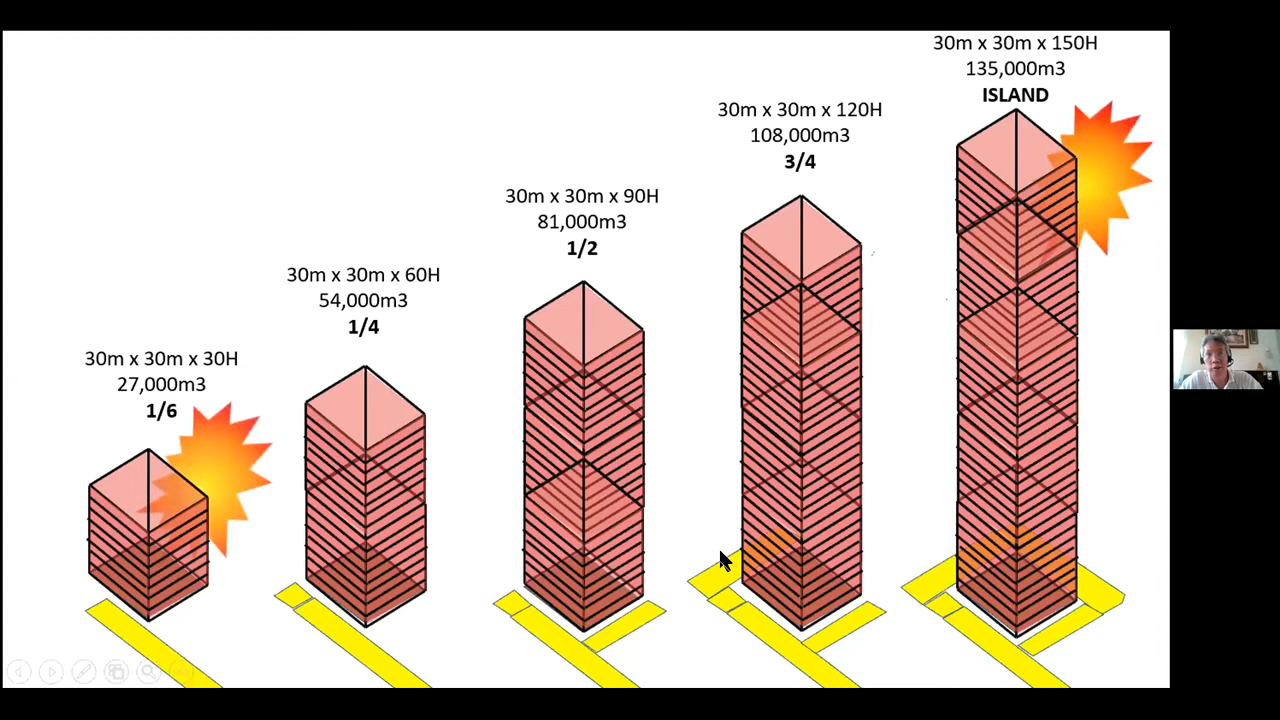 30m x 30m x 30H
27,000m3
1/6
30m x 30m x 60H
54,000m3
1/4
30m x 30m x 90H
81,000m3
1/2
30m x 30m x 120H
108,000m3
3/4
30m x 30m x 150H
135,000m3
ISLAND